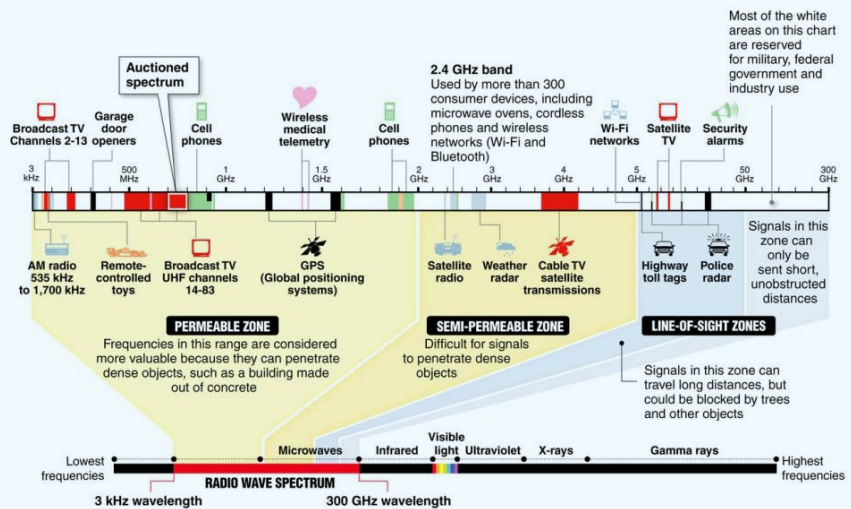 Most of the white
areas on this chart
are reserved
for military, federal
government and
industry use
Auctioned
spectrum
2.4 GHz band
Used by more than 300
consumer devices, including
microwave ovens, cordless
phones and wireless
networks (Wi-Fi and
Bluetooth)
Broadcast TV
Channels 2-13
Garage
door
openers
Cell
phones
Wireless
medical
telemetry
Cell
phones
Wi-Fi
networks
Satellite
TV
Security
alarms
3
kHz
500
MHz
1
GHz
1.5
GHz
2
GHz
3
GHz
4
GHz
5
GHz
50
GHz
300
GHz
AM radio
535 kHz
to 1,700 kHz
Remote-
controlled
toys
Broadcast TV
UHF channels
14-83
GPS
(Global positioning
systems)
Satellite
radio
Weather
radar
Cable TV
satellite
transmissions
Highway
toll tags
Police
radar
Signals in this
zone can
only be
sent short,
unobstructed
distances
PERMEABLE ZONE
Frequencies in this range are considered
more valuable because they can penetrate
dense objects, such as a building made
out of concrete
SEMI-PERMEABLE ZONE
Difficult for signals
to penetrate dense
objects
LINE-OF-SIGHT ZONES
Signals in this zone can
travel long distances, but
could be blocked by trees
and other objects
Lowest
frequencies
Microwaves
Infrared
Visible
light
Ultraviolet
X-rays
Gamma rays
Highest
frequencies
RADIO WAVE SPECTRUM
3 kHz wavelength
300 GHz wavelength